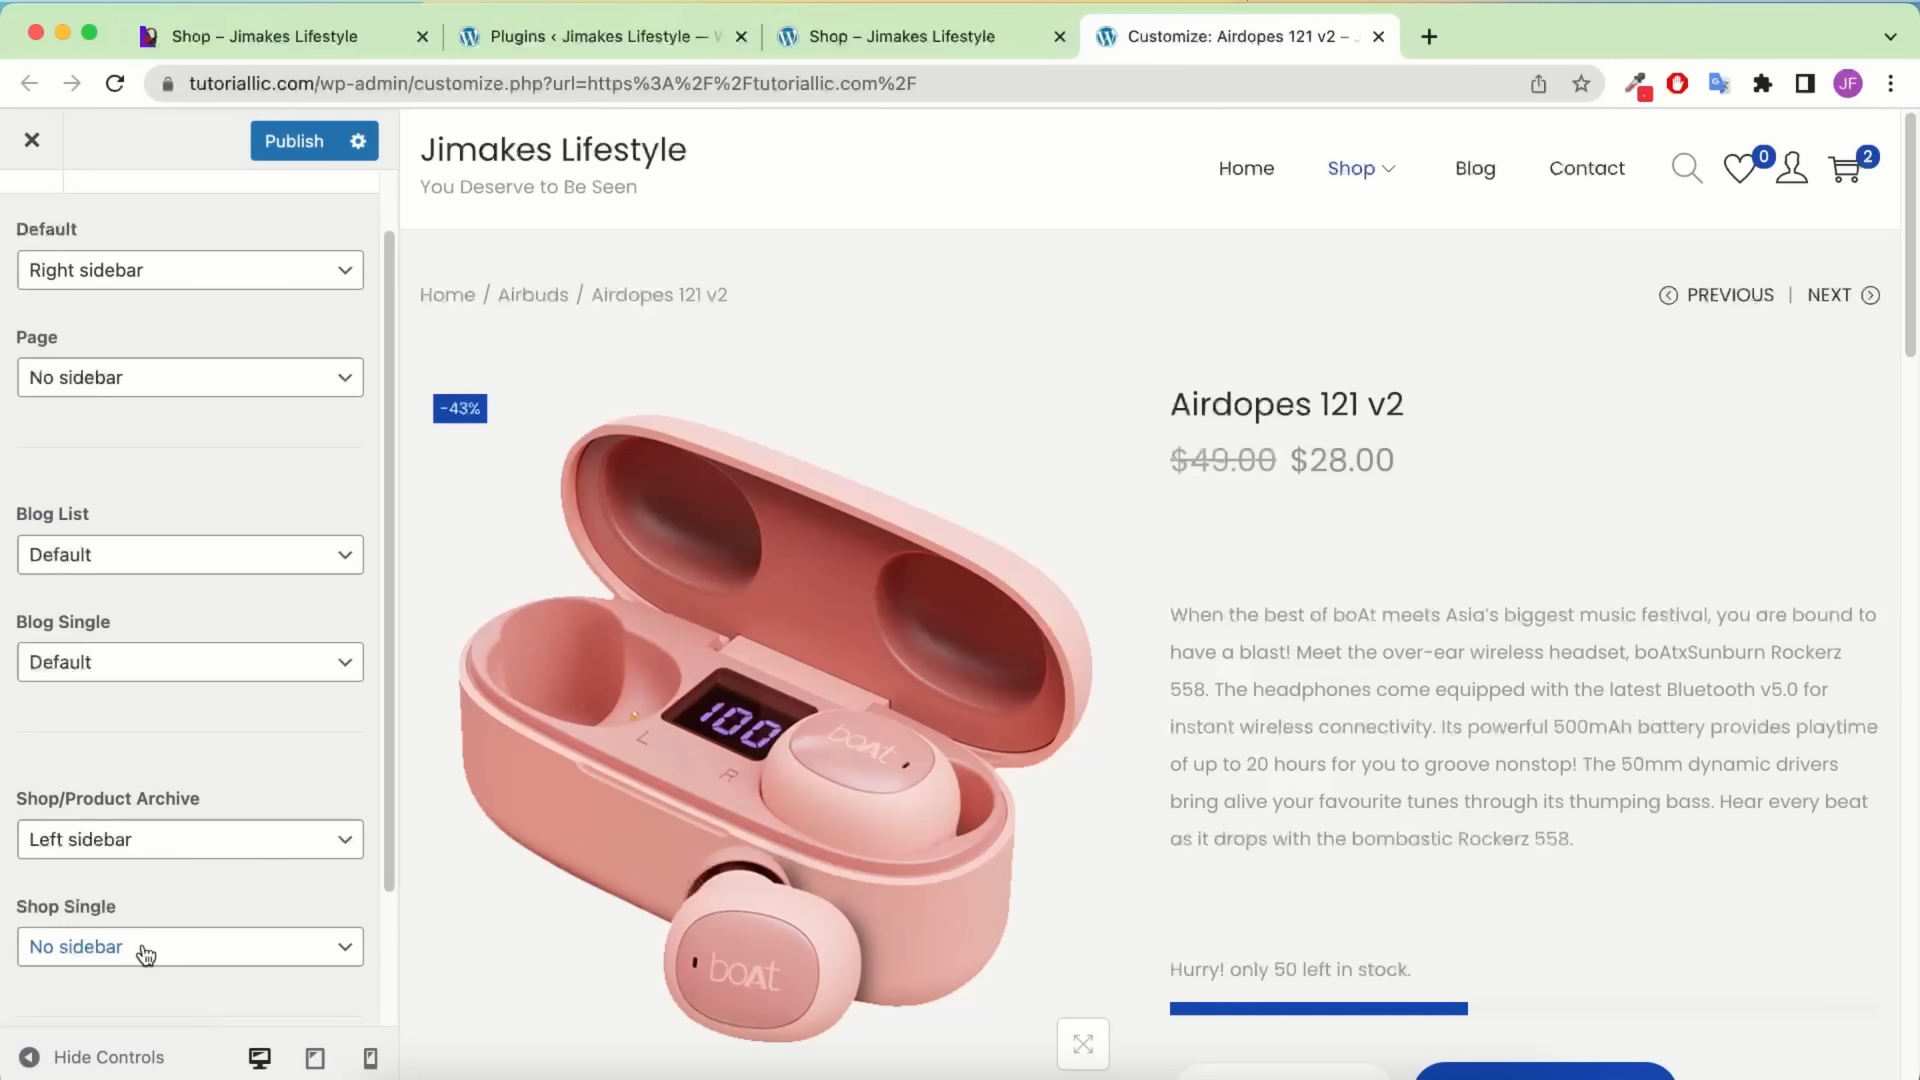 Shop – Jimakes Lifestyle
Plugins ‹ Jimakes Lifestyle —
Shop – Jimakes Lifestyle
Customize: Airdopes 121 v2 –
tutoriallic.com/wp-admin/customize.php?url=https%3A%2F%2Ftutoriallic.com%2F
JF
Publish
Jimakes Lifestyle
You Deserve to Be Seen
Home
Shop
Blog
Contact
0
2
Default
Right sidebar
Page
No sidebar
Blog List
Default
Blog Single
Default
Shop/Product Archive
Left sidebar
Shop Single
No sidebar
Hide Controls
Home / Airbuds / Airdopes 121 v2
PREVIOUS | NEXT
-43%
100
L
R
boAt
boAt
Airdopes 121 v2
$49.00 $28.00
When the best of boAt meets Asia's biggest music festival, you are bound to
have a blast! Meet the over-ear wireless headset, boAtxSunburn Rockerz
558. The headphones come equipped with the latest Bluetooth v5.0 for
instant wireless connectivity. Its powerful 500mAh battery provides playtime
of up to 20 hours for you to groove nonstop! The 50mm dynamic drivers
bring alive your favourite tunes through its thumping bass. Hear every beat
as it drops with the bombastic Rockerz 558.
Hurry! only 50 left in stock.